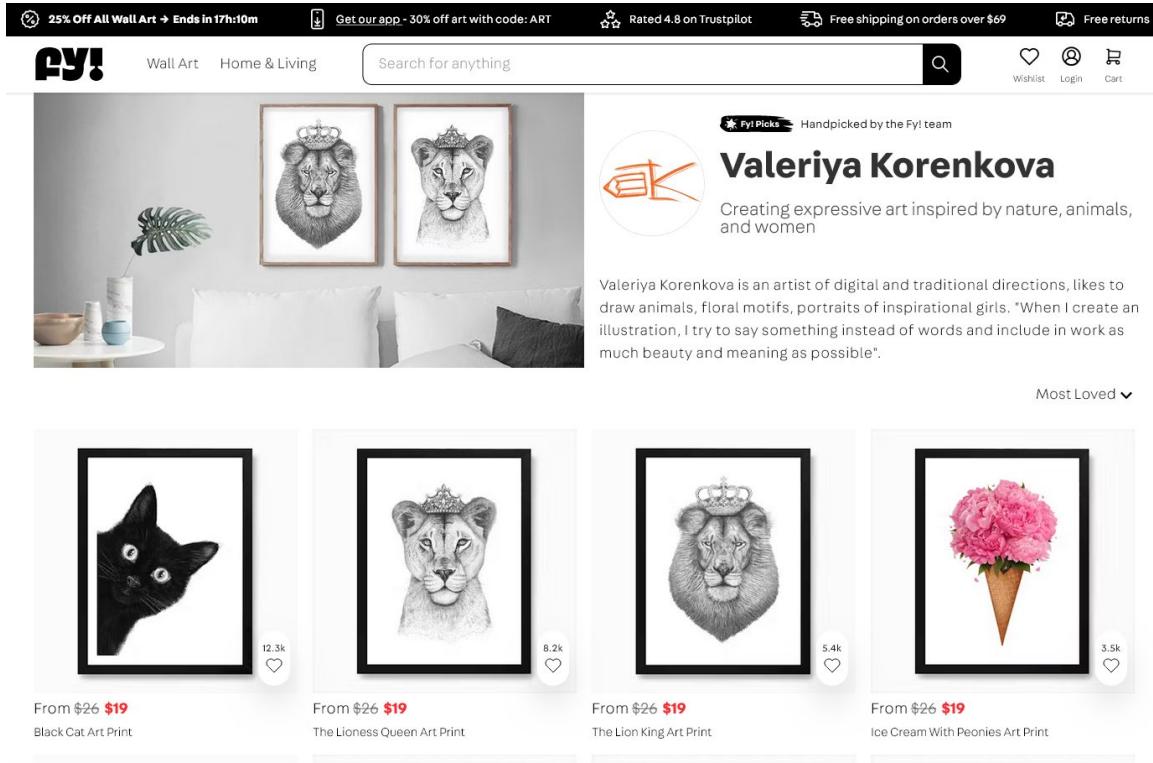 25% Off All Wall Art → Ends in 17h:10m
Get our app - 30% off art with code: ART
Rated 4.8 on Trustpilot
Free shipping on orders over $69
Free returns
FY!
Wall Art
Home & Living
Search for anything
Wishlist
Login
Cart
Fy! Picks
Handpicked by the Fy! team
Valeriya Korenkova
Creating expressive art inspired by nature, animals,
and women
Valeriya Korenkova is an artist of digital and traditional directions, likes to
draw animals, floral motifs, portraits of inspirational girls. "When I create an
illustration, I try to say something instead of words and include in work as
much beauty and meaning as possible".
Most Loved
12.3k
8.2k
5.4k
3.5k
From $26 $19
Black Cat Art Print
From $26 $19
The Lioness Queen Art Print
From $26 $19
The Lion King Art Print
From $26 $19
Ice Cream With Peonies Art Print